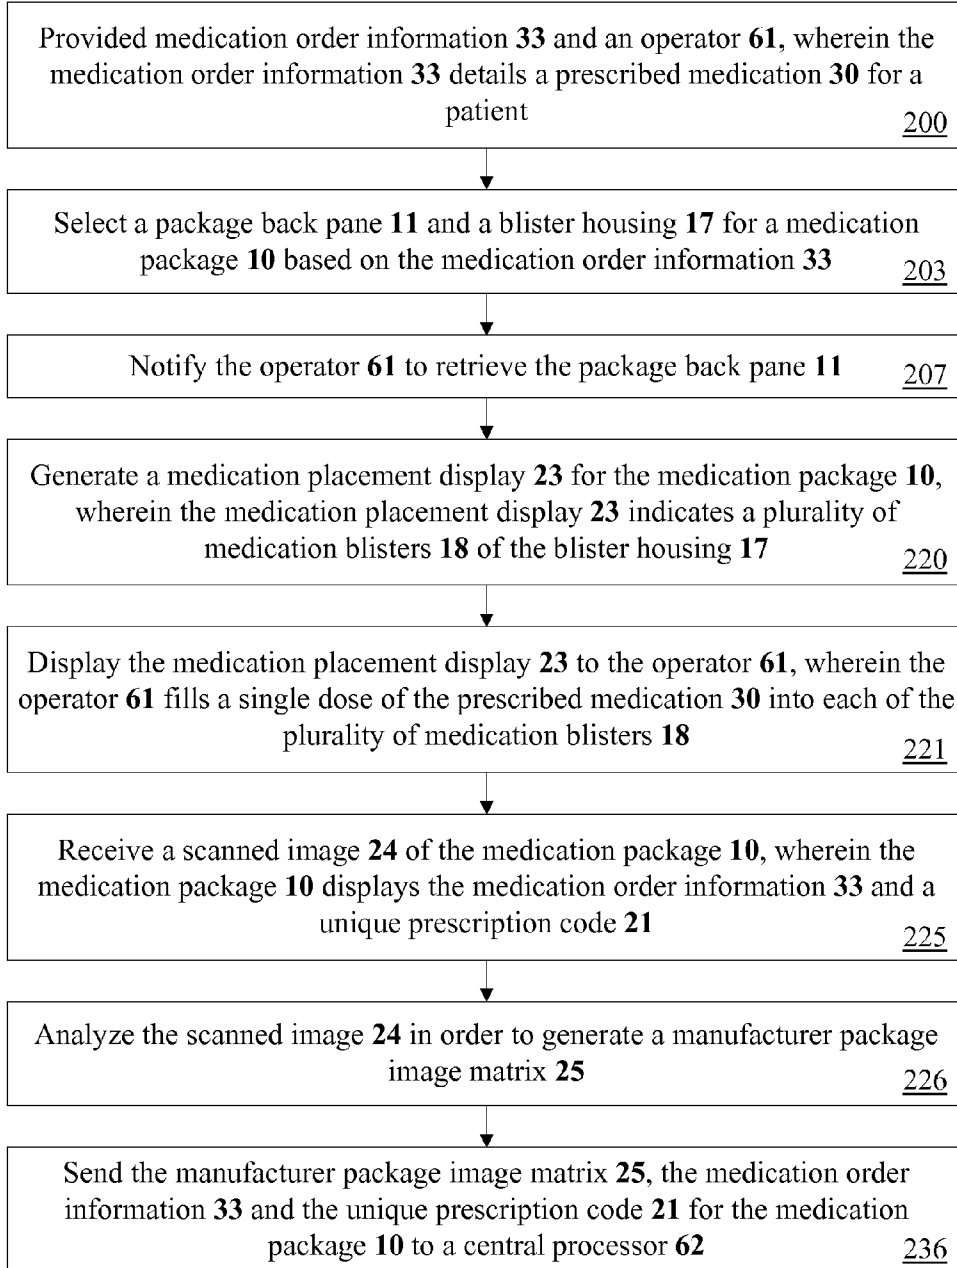 Provided medication order information 33 and an operator 61, wherein the
medication order information 33 details a prescribed medication 30 for a
patient
200
Select a package back pane 11 and a blister housing 17 for a medication
package 10 based on the medication order information 33
203
Notify the operator 61 to retrieve the package back pane 11
207
Generate a medication placement display 23 for the medication package 10,
wherein the medication placement display 23 indicates a plurality of
medication blisters 18 of the blister housing 17
220
Display the medication placement display 23 to the operator 61, wherein the
operator 61 fills a single dose of the prescribed medication 30 into each of the
plurality of medication blisters 18
221
Receive a scanned image 24 of the medication package 10, wherein the
medication package 10 displays the medication order information 33 and a
unique prescription code 21
225
Analyze the scanned image 24 in order to generate a manufacturer package
image matrix 25
226
Send the manufacturer package image matrix 25, the medication order
information 33 and the unique prescription code 21 for the medication
package 10 to a central processor 62
236